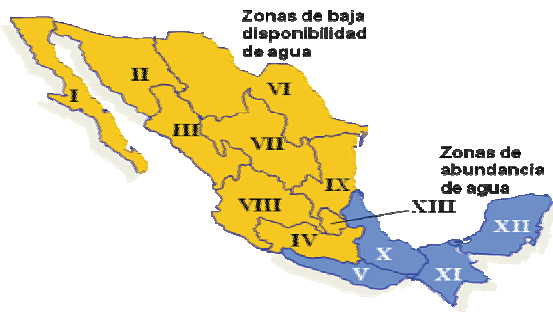 Zonas de baja
disponibilidad
de agua
II
I
VI
III
VII
Zonas de
abundancia
de agua
IX
VIII
XIII
XII
IV
X
V
XI